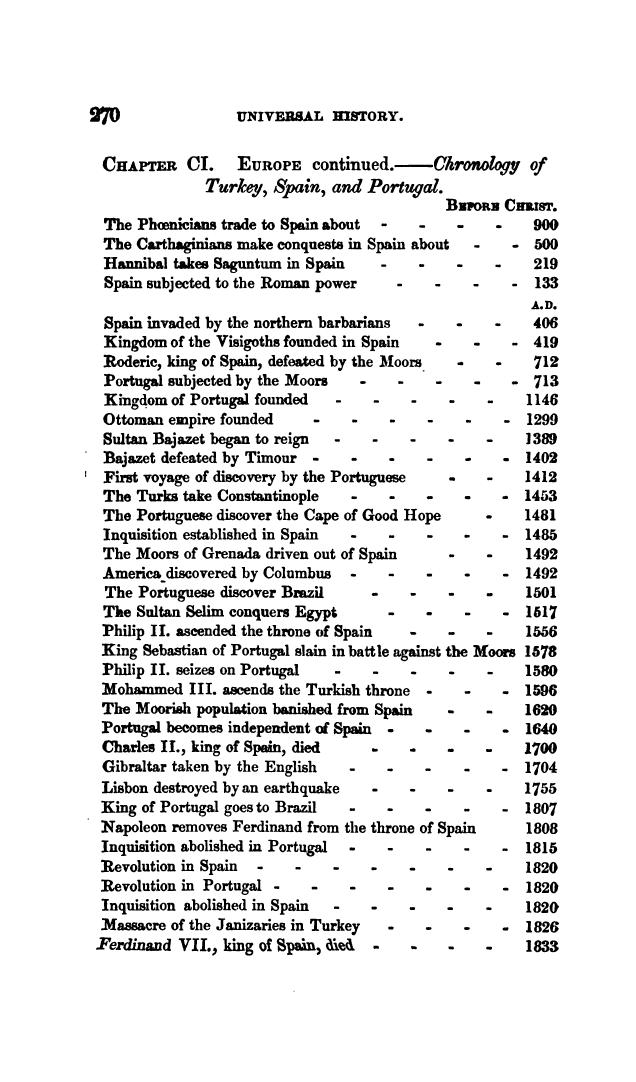 270 UNIVERSAL HISTORY.
CHAPTER CI. EUROPE continued.——Chronology of
Turkey, Spain, and Portugal.
BEFORE CHRIST.
The Phœnicians trade to Spain about - - - - 900
The Carthaginians make conquests in Spain about - - 500
Hannibal takes Saguntum in Spain - - - - 219
Spain subjected to the Roman power - - - - 133
A.D.
Spain invaded by the northern barbarians - - - 406
Kingdom of the Visigoths founded in Spain - - - 419
Roderic, king of Spain, defeated by the Moors - - 712
Portugal subjected by the Moors - - - - - 713
Kingdom of Portugal founded - - - - - 1146
Ottoman empire founded - - - - - - 1299
Sultan Bajazet began to reign - - - - - 1389
Bajazet defeated by Timour - - - - - - 1402
First voyage of discovery by the Portuguese - - 1412
The Turks take Constantinople - - - - - 1453
The Portuguese discover the Cape of Good Hope - 1481
Inquisition established in Spain - - - - - 1485
The Moors of Grenada driven out of Spain - - 1492
America discovered by Columbus - - - - - 1492
The Portuguese discover Brazil - - - - 1501
The Sultan Selim conquers Egypt - - - - 1517
Philip II. ascended the throne of Spain - - - 1556
King Sebastian of Portugal slain in battle against the Moors 1578
Philip II. seizes on Portugal - - - - - 1580
Mohammed III. ascends the Turkish throne - - - 1596
The Moorish population banished from Spain - - 1620
Portugal becomes independent of Spain - - - - 1640
Charles II., king of Spain, died - - - - 1700
Gibraltar taken by the English - - - - - 1704
Lisbon destroyed by an earthquake - - - - 1755
King of Portugal goes to Brazil - - - - - 1807
Napoleon removes Ferdinand from the throne of Spain 1808
Inquisition abolished in Portugal - - - - - 1815
Revolution in Spain - - - - - - - 1820
Revolution in Portugal - - - - - - - 1820
Inquisition abolished in Spain - - - - - 1820
Massacre of the Janizaries in Turkey - - - - 1826
Ferdinand VII., king of Spain, died - - - - 1833